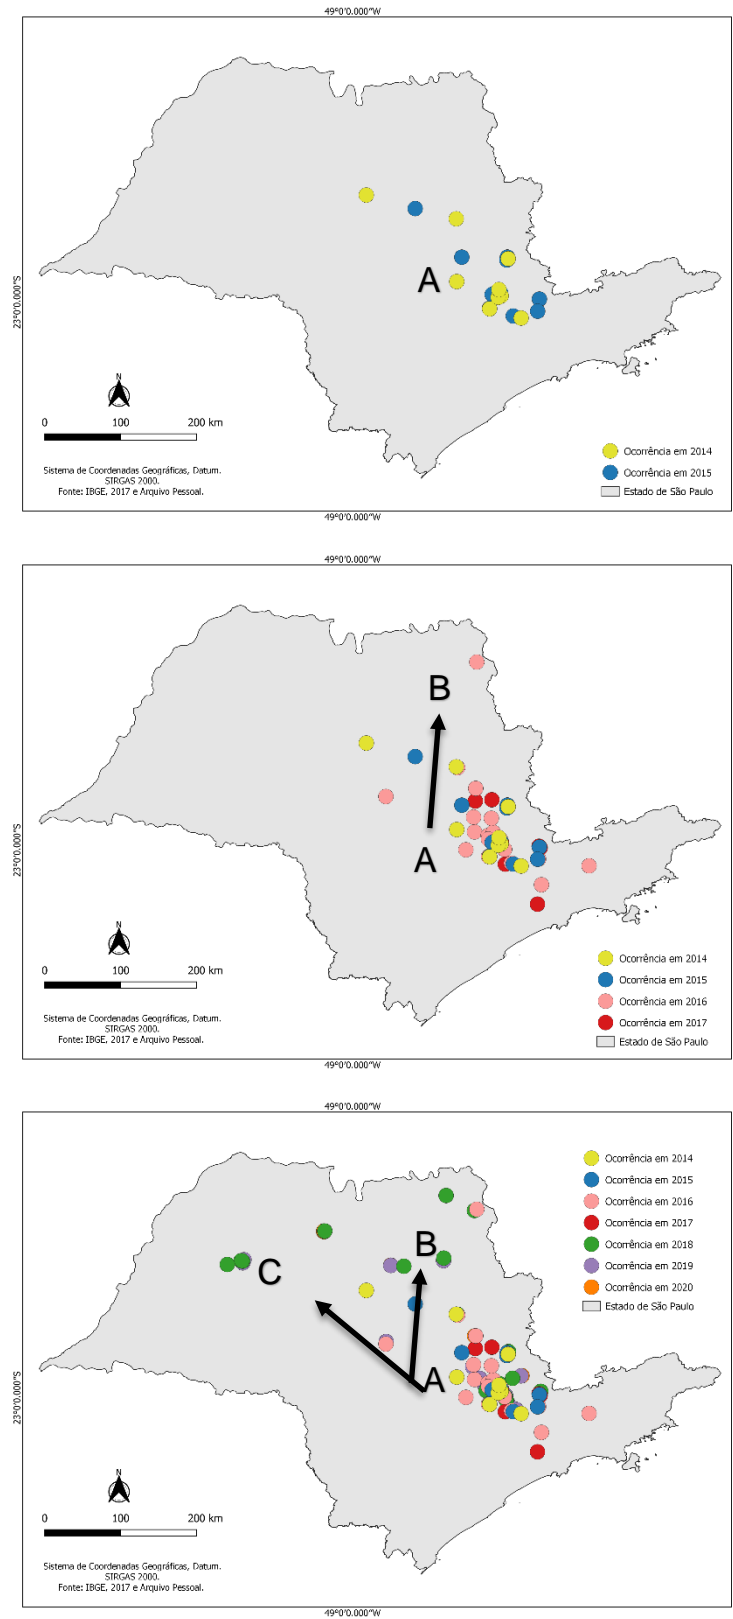 49°0'0.000"W
A
23°0'0.000"S
N
0 100 200 km
Sistema de Coordenadas Geográficas, Datum.
SIRGAS 2000.
Fonte: IBGE, 2017 e Arquivo Pessoal.
Ocorrência em 2014
Ocorrência em 2015
Estado de São Paulo
49°0'0.000"W
49°0'0.000"W
B
A
23°0'0.000"S
N
0 100 200 km
Sistema de Coordenadas Geográficas, Datum.
SIRGAS 2000.
Fonte: IBGE, 2017 e Arquivo Pessoal.
Ocorrência em 2014
Ocorrência em 2015
Ocorrência em 2016
Ocorrência em 2017
Estado de São Paulo
49°0'0.000"W
49°0'0.000"W
Ocorrência em 2014
Ocorrência em 2015
Ocorrência em 2016
Ocorrência em 2017
Ocorrência em 2018
Ocorrência em 2019
Ocorrência em 2020
Estado de São Paulo
B
C
A
23°0'0.000"S
N
0 100 200 km
Sistema de Coordenadas Geográficas, Datum.
SIRGAS 2000.
Fonte: IBGE, 2017 e Arquivo Pessoal.
49°0'0.000"W